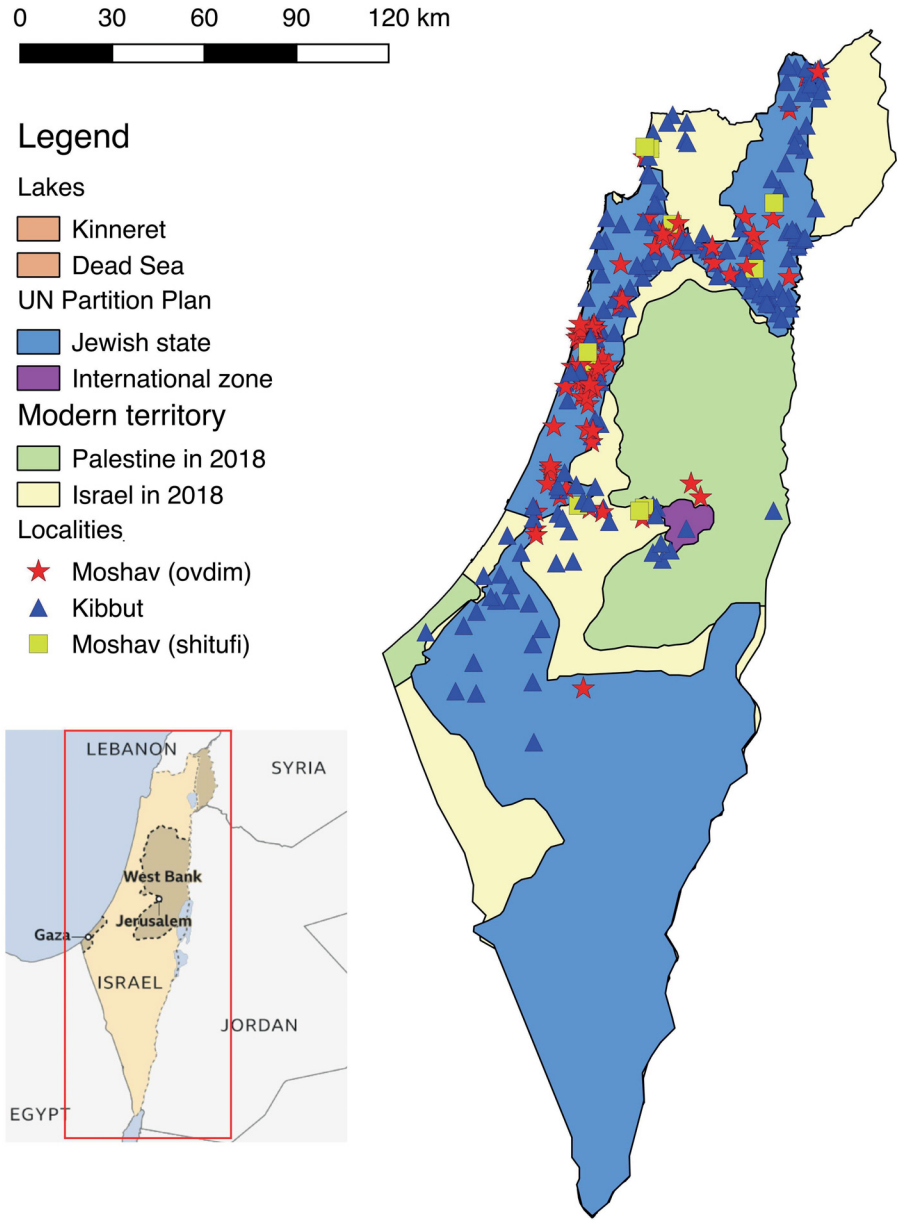 0 30 60 90 120 km
Legend
Lakes
Kinneret
Dead Sea
UN Partition Plan
Jewish state
International zone
Modern territory
Palestine in 2018
Israel in 2018
Localities
Moshav (ovdim)
Kibbut
Moshav (shitufi)
LEBANON
SYRIA
West Bank
Jerusalem
Gaza
ISRAEL
JORDAN
EGYPT